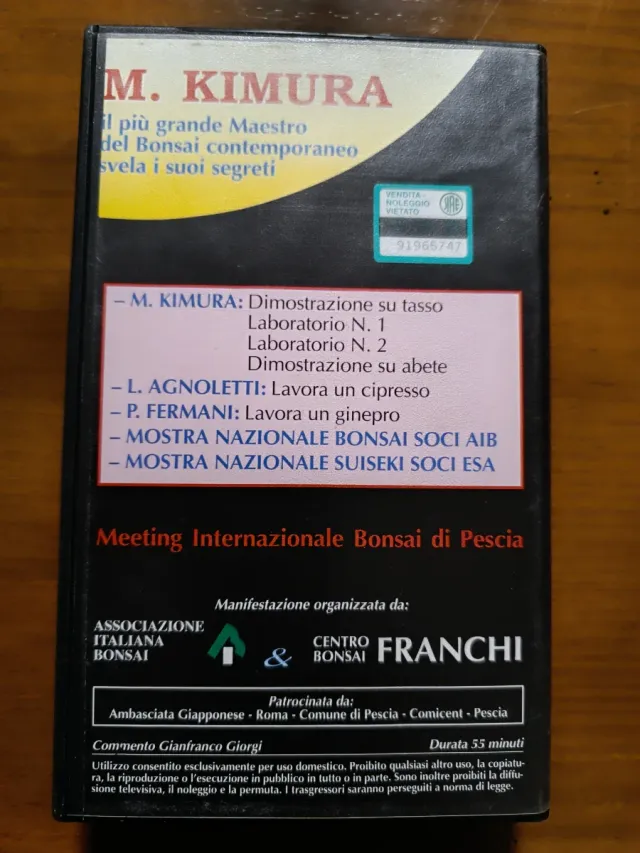 M. KIMURA
il più grande Maestro
del Bonsai contemporaneo
svela i suoi segreti
VENDITA -
NOLEGGIO
VIETATO
SIAE
91965747
– M. KIMURA: Dimostrazione su tasso
Laboratorio N. 1
Laboratorio N. 2
Dimostrazione su abete
– L. AGNOLETTI: Lavora un cipresso
– P. FERMANI: Lavora un ginepro
– MOSTRA NAZIONALE BONSAI SOCI AIB
– MOSTRA NAZIONALE SUISEKI SOCI ESA
Meeting Internazionale Bonsai di Pescia
Manifestazione organizzata da:
ASSOCIAZIONE
ITALIANA
BONSAI
&
CENTRO
BONSAI
FRANCHI
Patrocinata da:
Ambasciata Giapponese - Roma - Comune di Pescia - Comicent - Pescia
Commento Gianfranco Giorgi
Durata 55 minuti
Utilizzo consentito esclusivamente per uso domestico. Proibito qualsiasi altro uso, la copiatu-
ra, la riproduzione o l'esecuzione in pubblico in tutto o in parte. Sono inoltre proibiti la diffu-
sione televisiva, il noleggio e la permuta. I trasgressori saranno perseguiti a norma di legge.